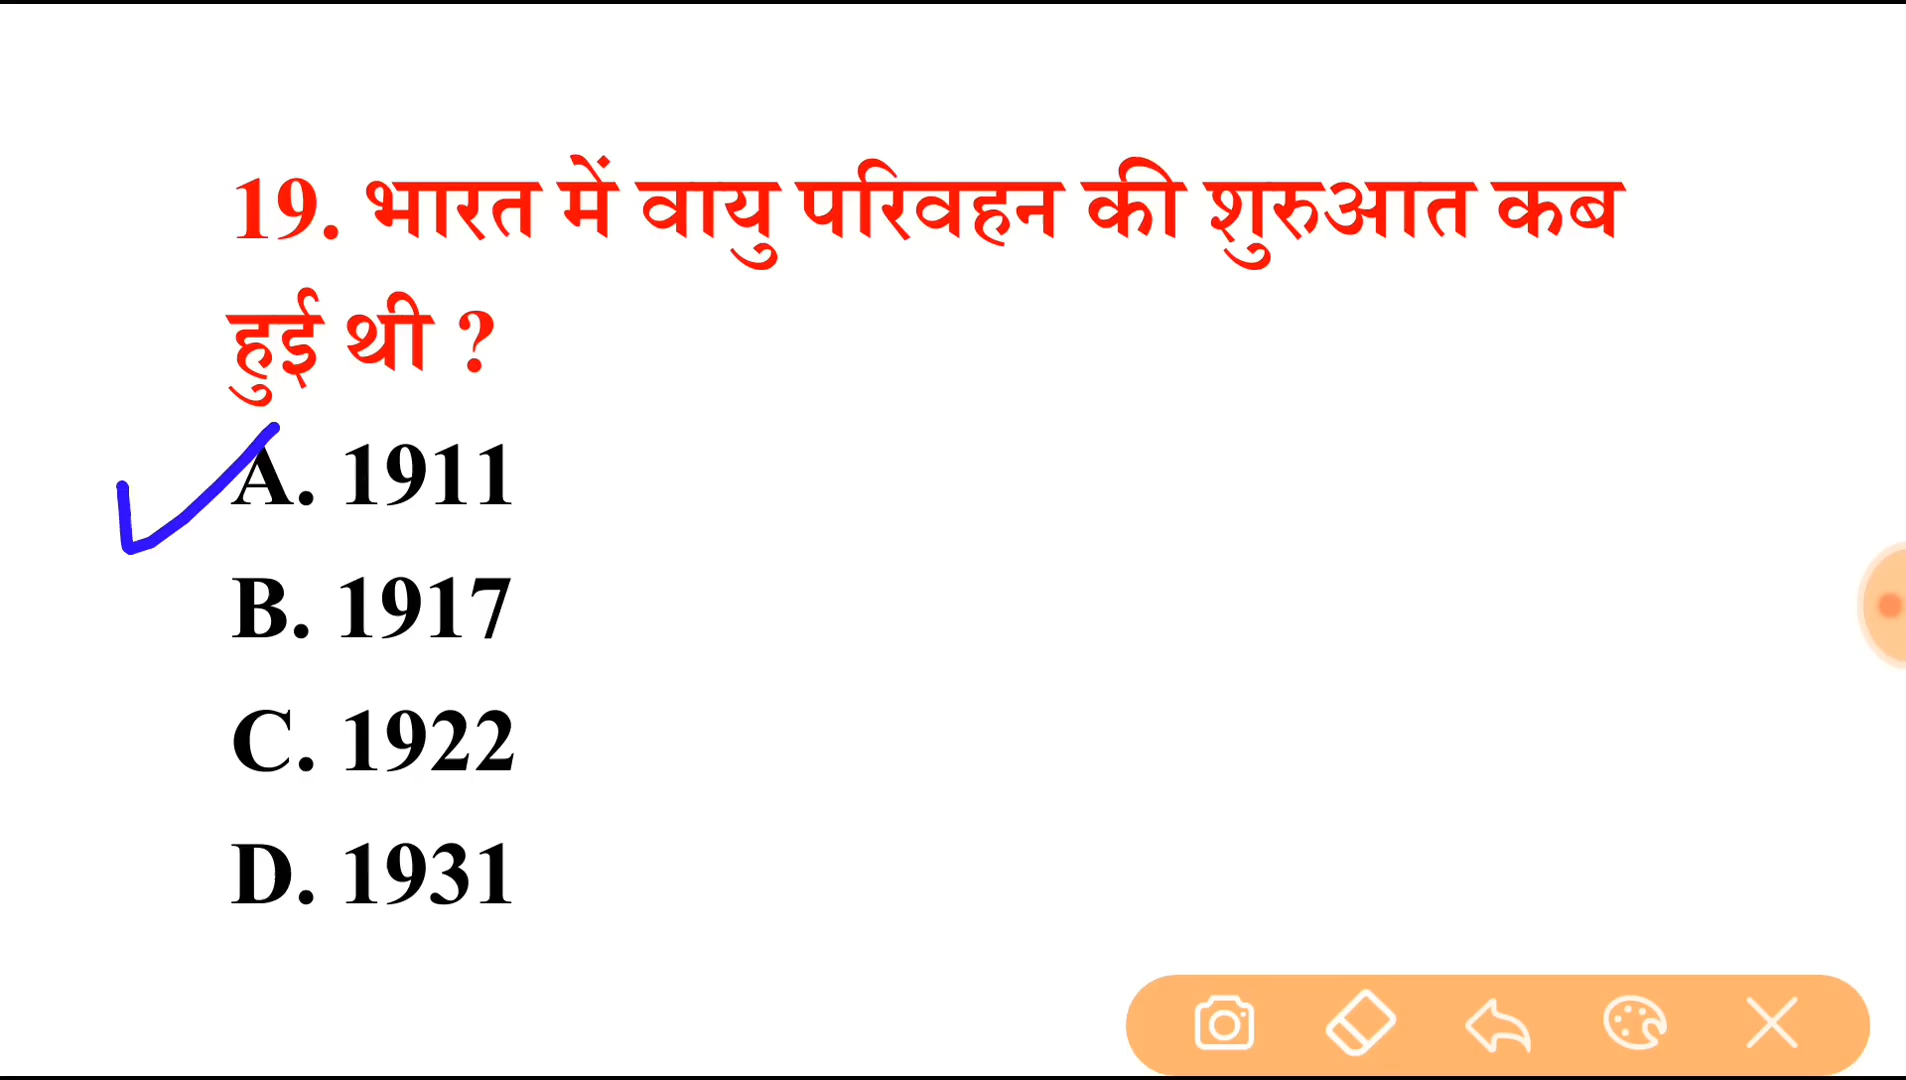 19. भारत में वायु परिवहन की शुरुआत कब
हुई थी ?
A. 1911
B. 1917
C. 1922
D. 1931